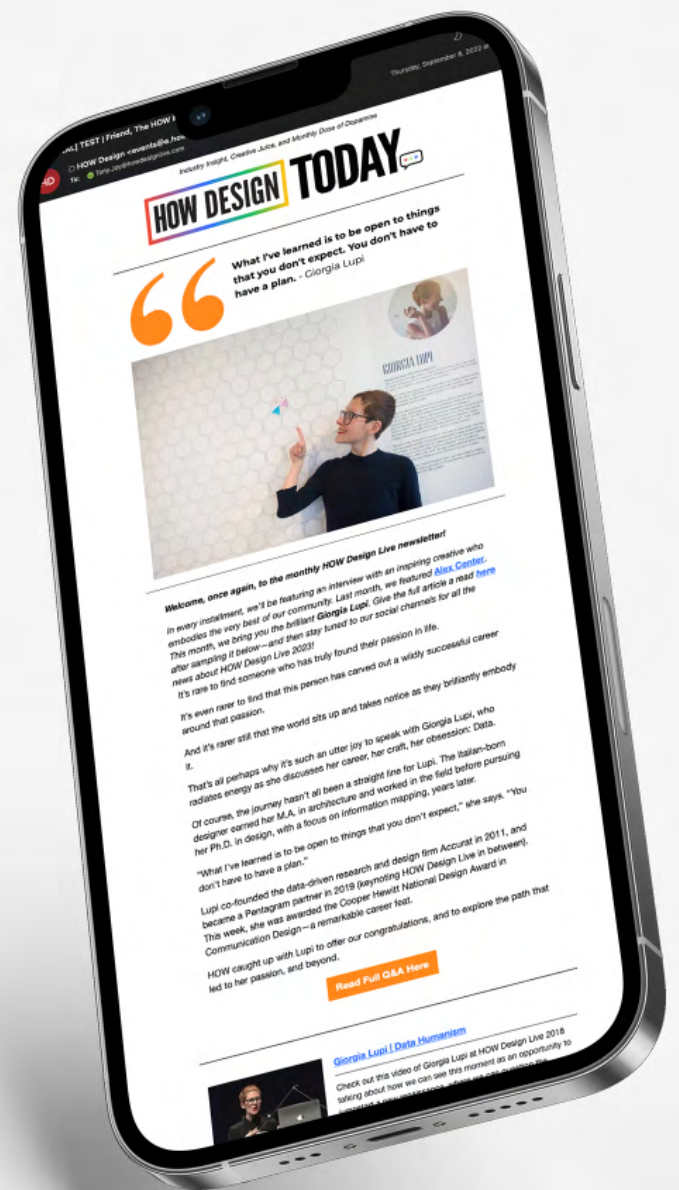 Thursday, September 8, 2022 at
AL] TEST | Friend, The HOW
HD
HOW Design <events@e.how
To: Tony_Joy@howdesignlive.com
Industry Insight, Creative Juice, and Monthly Dose of Dopamine
HOW DESIGN TODAY
“
What I've learned is to be open to things
that you don't expect. You don't have to
have a plan. - Giorgia Lupi
GIORGIA LUPI
Welcome, once again, to the monthly HOW Design Live newsletter!
In every installment, we'll be featuring an interview with an inspiring creative who
embodies the very best of our community. Last month, we featured Alex Center.
This month, we bring you the brilliant Giorgia Lupi. Give the full article a read here
after sampling it below—and then stay tuned to our social channels for all the
news about HOW Design Live 2023!
It's rare to find someone who has truly found their passion in life.
It's even rarer to find that this person has carved out a wildly successful career
around that passion.
And it's rarer still that the world sits up and takes notice as they brilliantly embody
it.
That's all perhaps why it's such an utter joy to speak with Giorgia Lupi, who
radiates energy as she discusses her career, her craft, her obsession: Data.
Of course, the journey hasn't all been a straight line for Lupi. The Italian-born
designer earned her M.A. in architecture and worked in the field before pursuing
her Ph.D. in design, with a focus on information mapping, years later.
“What I've learned is to be open to things that you don't expect,” she says. “You
don't have to have a plan.”
Lupi co-founded the data-driven research and design firm Accurat in 2011, and
became a Pentagram partner in 2019 (keynoting HOW Design Live in between).
This week, she was awarded the Cooper Hewitt National Design Award in
Communication Design—a remarkable career feat.
HOW caught up with Lupi to offer our congratulations, and to explore the path that
led to her passion, and beyond.
Read Full Q&A Here
Giorgia Lupi | Data Humanism
Check out this video of Giorgia Lupi at HOW Design Live 2018
talking about how we can see this moment as an opportunity to